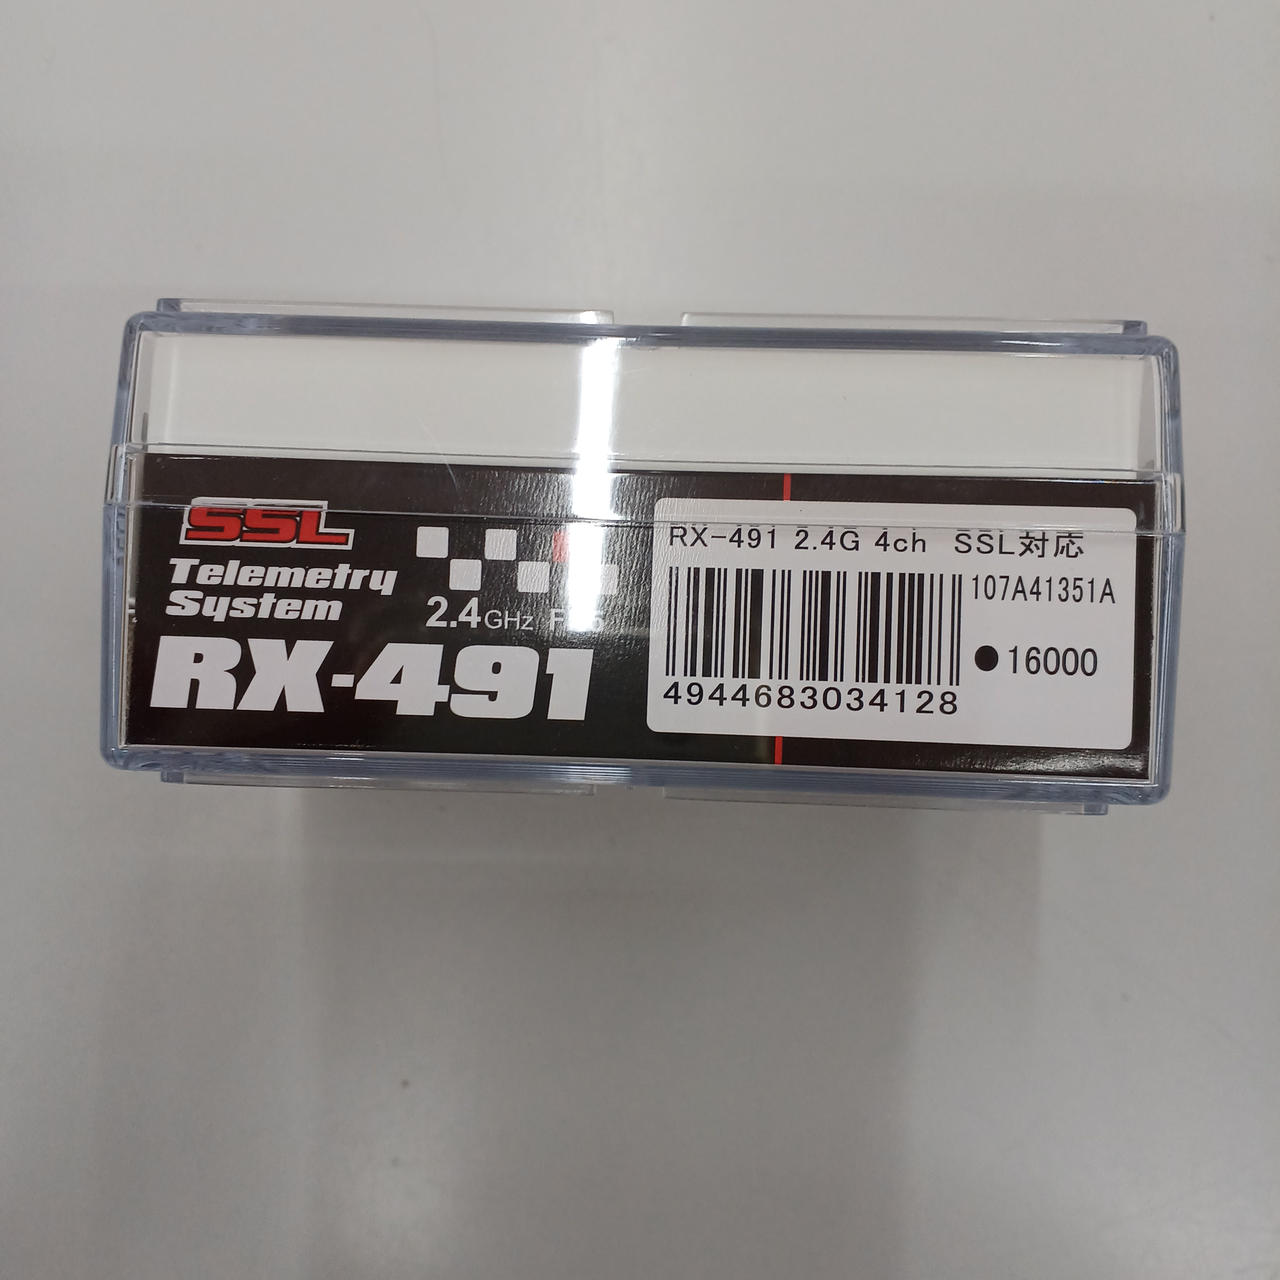 SSL
Telemetry
System
2.4GHz
RX-491
RX-491 2.4G 4ch SSL対応
107A41351A
●16000
4944683034128